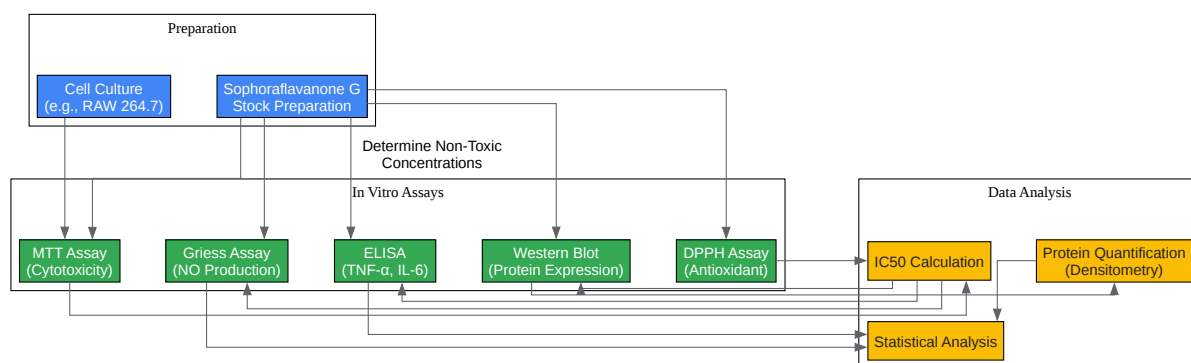 Preparation
Cell Culture
(e.g., RAW 264.7)
Sophoraflavanone G
Stock Preparation
Determine Non-Toxic
Concentrations
In Vitro Assays
Data Analysis
MTT Assay
(Cytotoxicity)
Griess Assay
(NO Production)
ELISA
(TNF-α, IL-6)
Western Blot
(Protein Expression)
DPPH Assay
(Antioxidant)
IC50 Calculation
Protein Quantification
(Densitometry)
Statistical Analysis